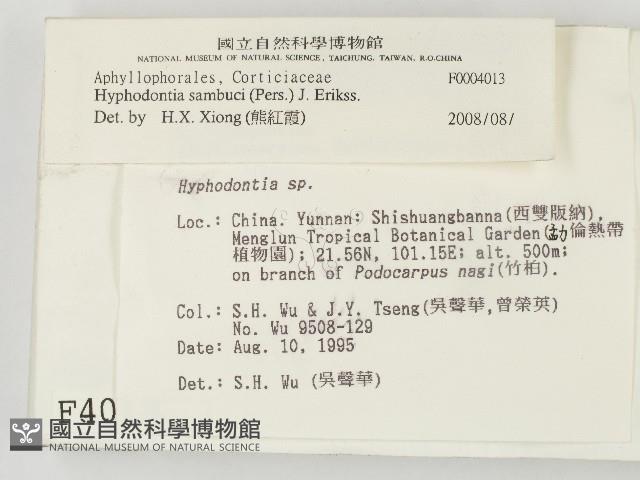 國立自然科學博物館
NATIONAL MUSEUM OF NATURAL SCIENCE, TAICHUNG, TAIWAN, R.O.CHINA
Aphyllophorales, Corticiaceae F0004013
Hyphodontia sambuci (Pers.) J. Erikss.
Det. by H.X. Xiong (熊紅霞) 2008/08/
Hyphodontia sp.
Loc.: China. Yunnan: Shishuangbanna(西雙版納),
Menglun Tropical Botanical Garden(勐倫熱帶
植物園); 21.56N, 101.15E; alt. 500m;
on branch of Podocarpus nagi(竹柏).
Col.: S.H. Wu & J.Y. Tseng(吳聲華,曾榮英)
No. Wu 9508-129
Date: Aug. 10, 1995
Det.: S.H. Wu (吳聲華)
F40
國立自然科學博物館
NATIONAL MUSEUM OF NATURAL SCIENCE